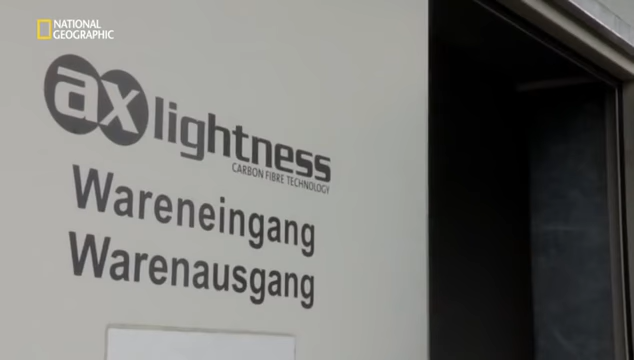 NATIONAL
GEOGRAPHIC
ax lightness
CARBON FIBRE TECHNOLOGY
Wareneingang
Warenausgang